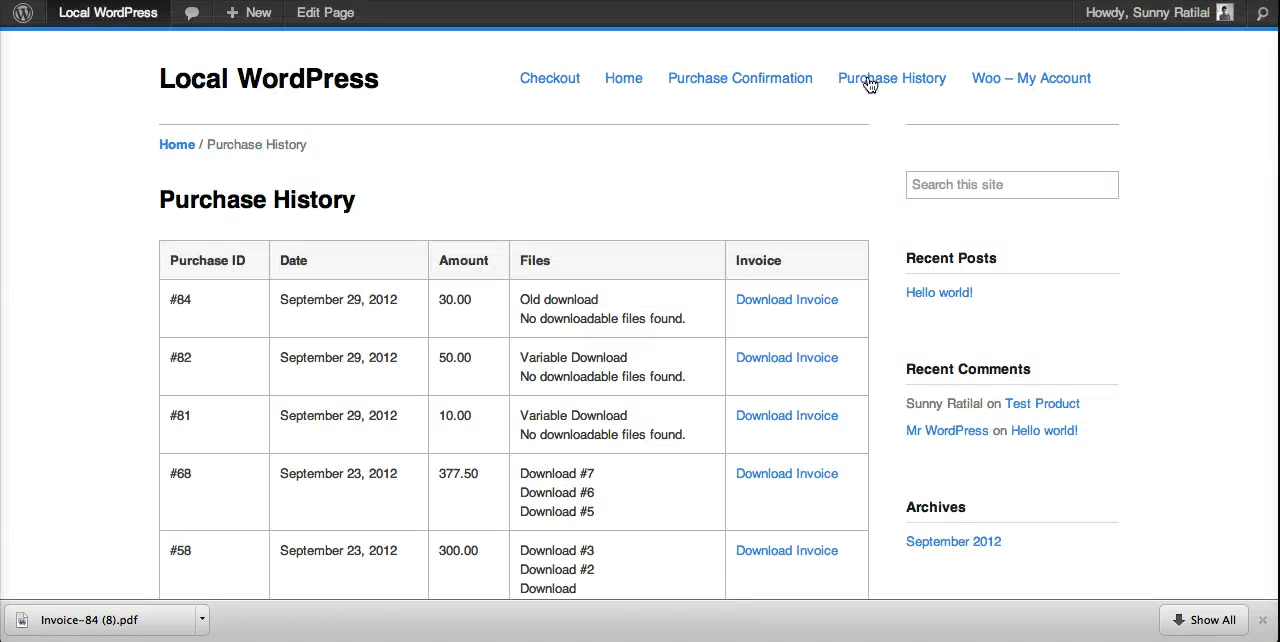 Local WordPress
New
Edit Page
Howdy, Sunny Ratilal
Local WordPress
Checkout
Home
Purchase Confirmation
Purchase History
Woo – My Account
Home / Purchase History
Search this site
Purchase History
Purchase ID Date Amount Files Invoice
#84 September 29, 2012 30.00 Old download Download Invoice
No downloadable files found.
#82 September 29, 2012 50.00 Variable Download Download Invoice
No downloadable files found.
#81 September 29, 2012 10.00 Variable Download Download Invoice
No downloadable files found.
#68 September 23, 2012 377.50 Download #7 Download Invoice
Download #6
Download #5
#58 September 23, 2012 300.00 Download #3 Download Invoice
Download #2
Download
Recent Posts
Hello world!
Recent Comments
Sunny Ratilal on Test Product
Mr WordPress on Hello world!
Archives
September 2012
Invoice-84 (8).pdf
Show All